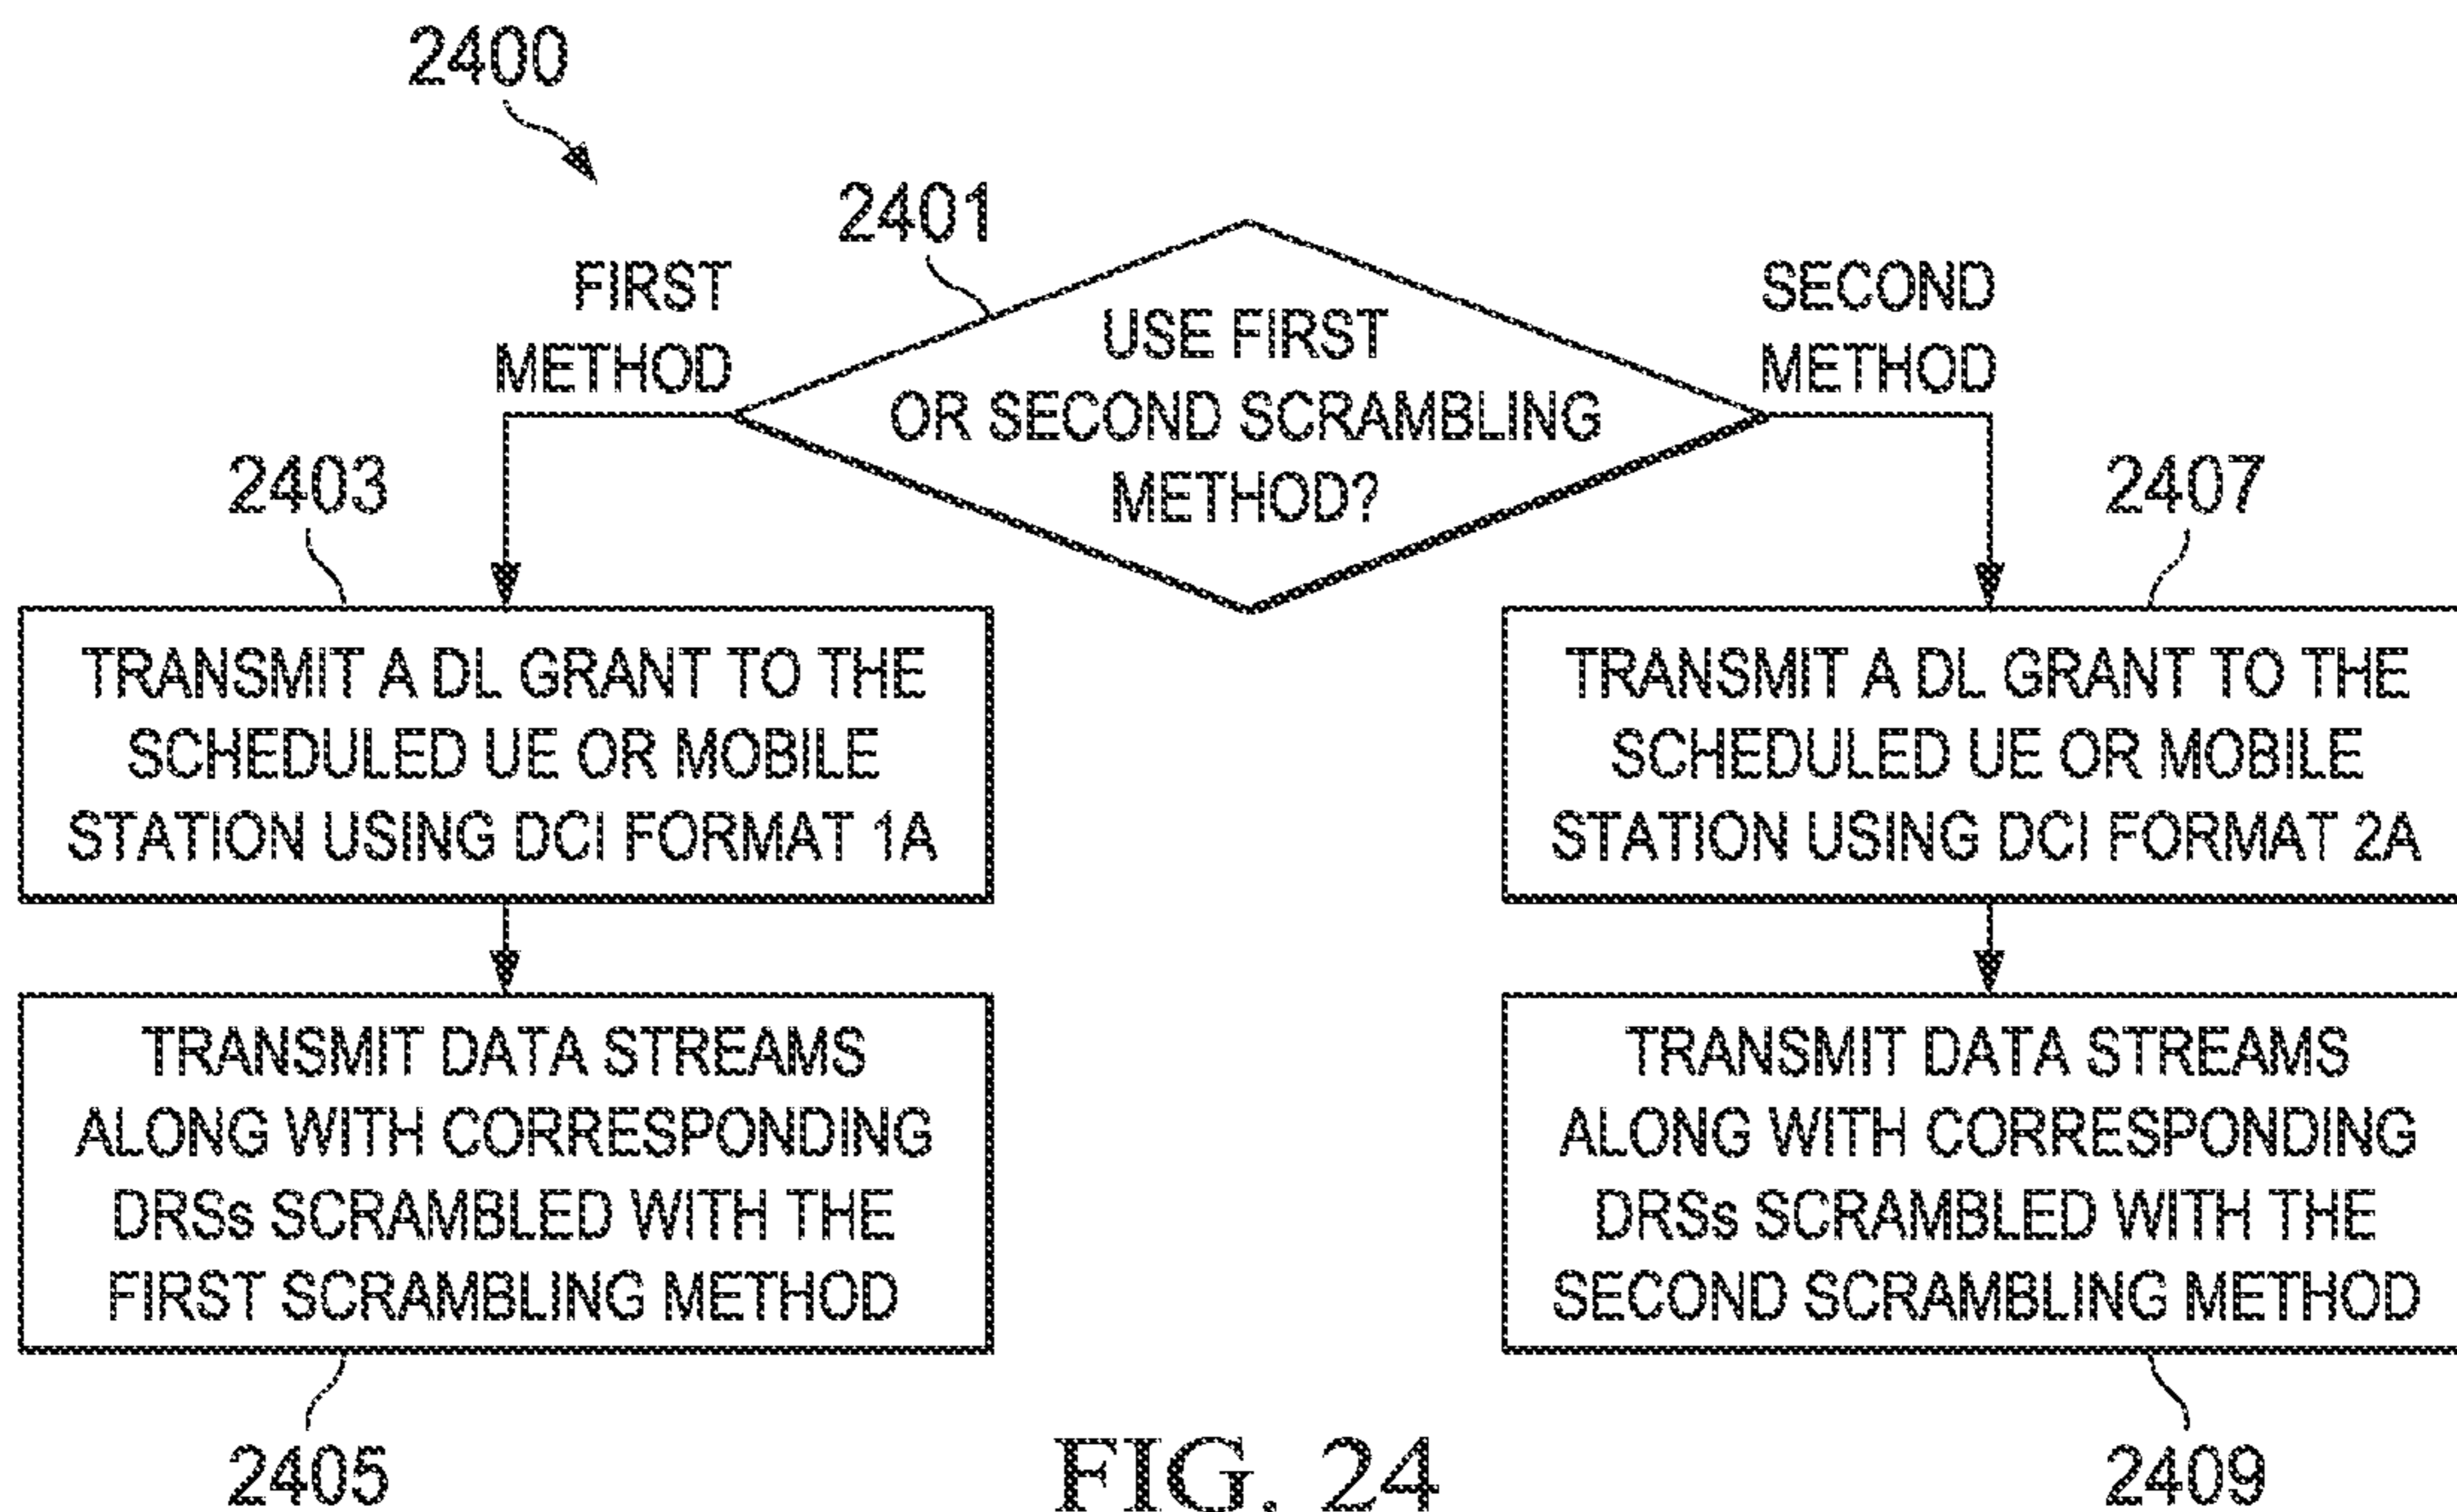 2400
2401
FIRST
METHOD
USE FIRST
OR SECOND SCRAMBLING
METHOD?
SECOND
METHOD
2403
TRANSMIT A DL GRANT TO THE
SCHEDULED UE OR MOBILE
STATION USING DCI FORMAT 1A
2407
TRANSMIT A DL GRANT TO THE
SCHEDULED UE OR MOBILE
STATION USING DCI FORMAT 2A
TRANSMIT DATA STREAMS
ALONG WITH CORRESPONDING
DRSs SCRAMBLED WITH THE
FIRST SCRAMBLING METHOD
2405
TRANSMIT DATA STREAMS
ALONG WITH CORRESPONDING
DRSs SCRAMBLED WITH THE
SECOND SCRAMBLING METHOD
2409
FIG. 24